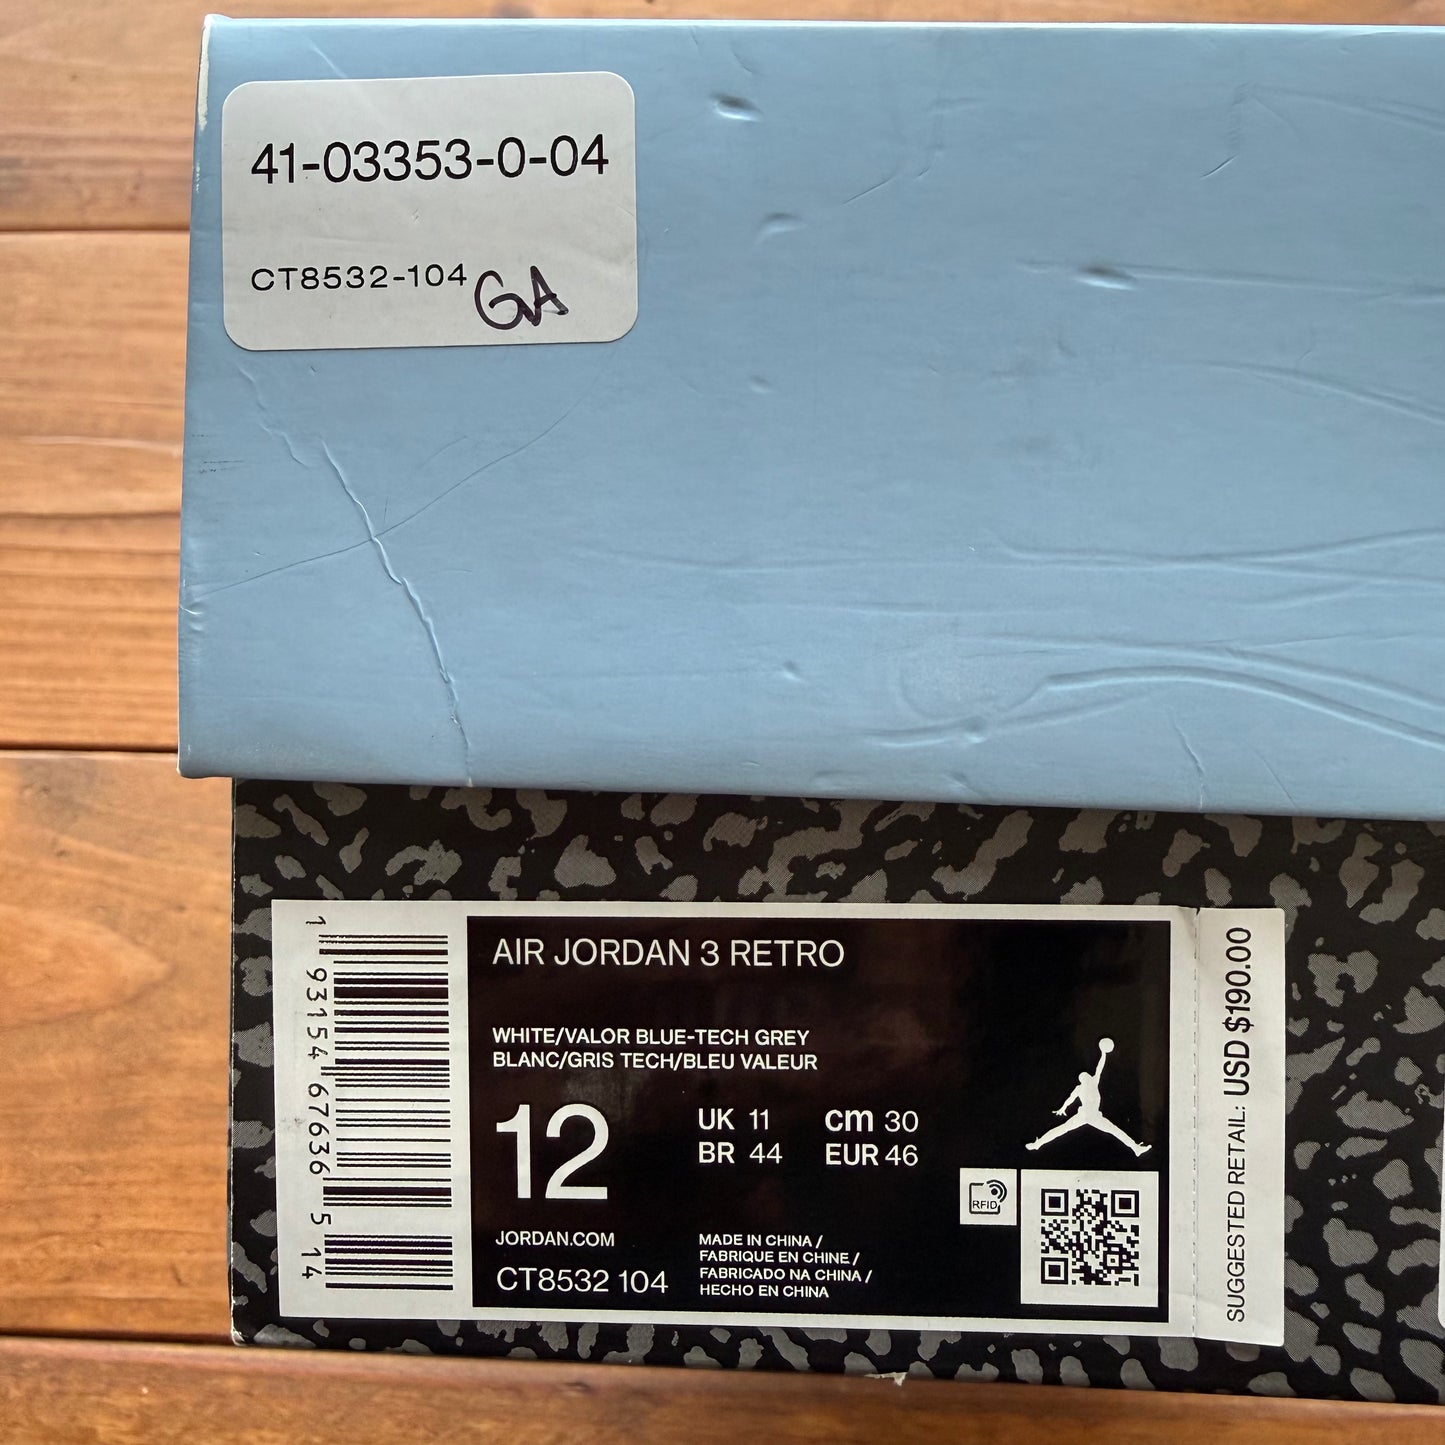 41-03353-0-04
CT8532-104 GA
1 93154 67636 5 14
AIR JORDAN 3 RETRO
WHITE/VALOR BLUE-TECH GREY
BLANC/GRIS TECH/BLEU VALEUR
12
UK 11 cm 30
BR 44 EUR 46
RFID
JORDAN.COM
CT8532 104
MADE IN CHINA /
FABRIQUE EN CHINE /
FABRICADO NA CHINA /
HECHO EN CHINA
SUGGESTED RETAIL: USD $190.00